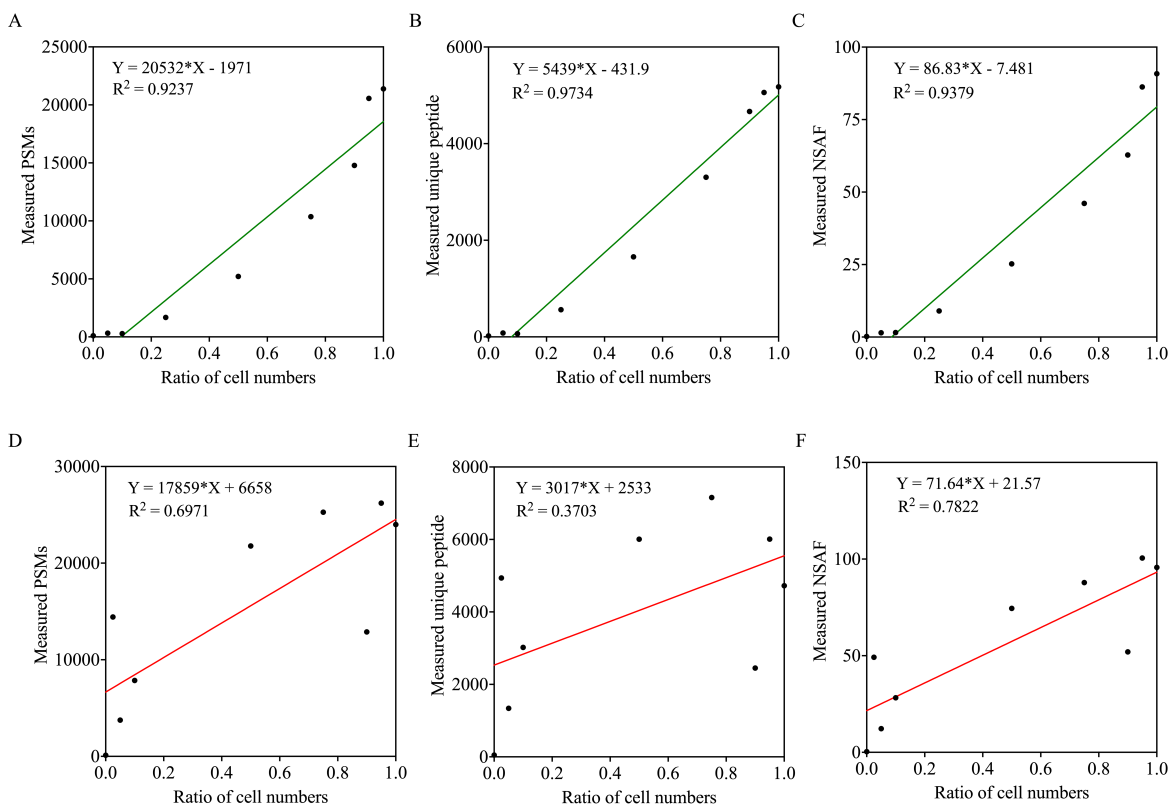 A
Y = 20532*X - 1971
R² = 0.9237
25000
20000
15000
10000
5000
0
0.0 0.2 0.4 0.6 0.8 1.0
Measured PSMs
Ratio of cell numbers
B
Y = 5439*X - 431.9
R² = 0.9734
6000
4000
2000
0
0.0 0.2 0.4 0.6 0.8 1.0
Measured unique peptide
Ratio of cell numbers
C
Y = 86.83*X - 7.481
R² = 0.9379
100
75
50
25
0
0.0 0.2 0.4 0.6 0.8 1.0
Measured NSAF
Ratio of cell numbers
D
Y = 17859*X + 6658
R² = 0.6971
30000
20000
10000
0
0.0 0.2 0.4 0.6 0.8 1.0
Measured PSMs
Ratio of cell numbers
E
Y = 3017*X + 2533
R² = 0.3703
8000
6000
4000
2000
0
0.0 0.2 0.4 0.6 0.8 1.0
Measured unique peptide
Ratio of cell numbers
F
Y = 71.64*X + 21.57
R² = 0.7822
150
100
50
0
0.0 0.2 0.4 0.6 0.8 1.0
Measured NSAF
Ratio of cell numbers